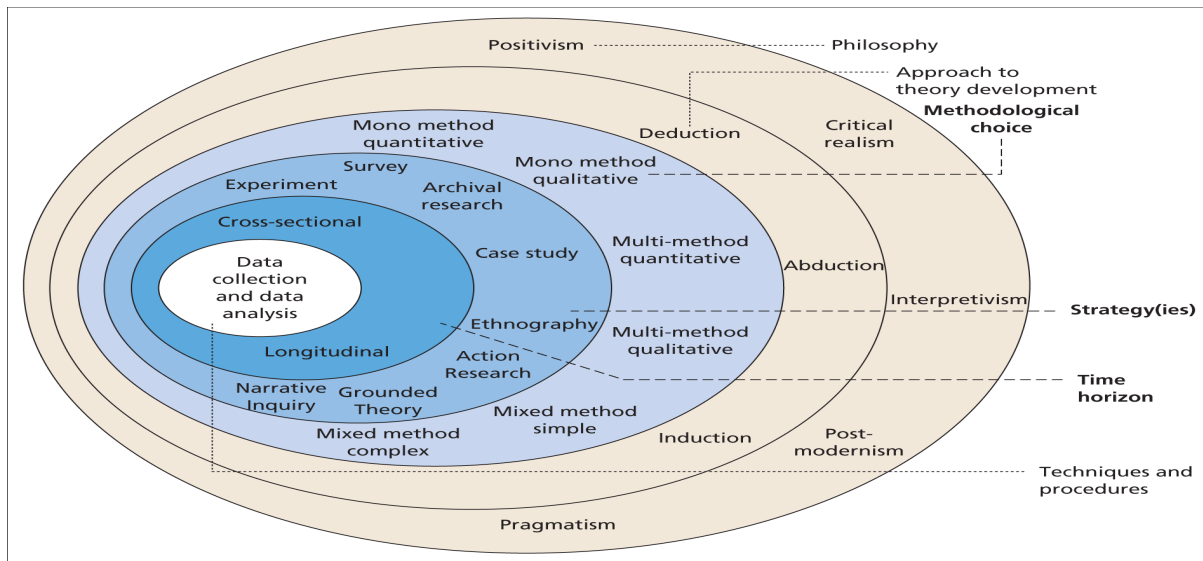 Positivism
Philosophy
Approach to
theory development
Methodological
choice
Deduction
Critical
realism
Mono method
quantitative
Mono method
qualitative
Survey
Experiment
Archival
research
Cross-sectional
Case study
Multi-method
quantitative
Abduction
Data
collection
and data
analysis
Interpretivism
Strategy(ies)
Ethnography
Multi-method
qualitative
Longitudinal
Action
Research
Time
horizon
Narrative
Inquiry
Grounded
Theory
Mixed method
simple
Mixed method
complex
Induction
Post-
modernism
Techniques and
procedures
Pragmatism